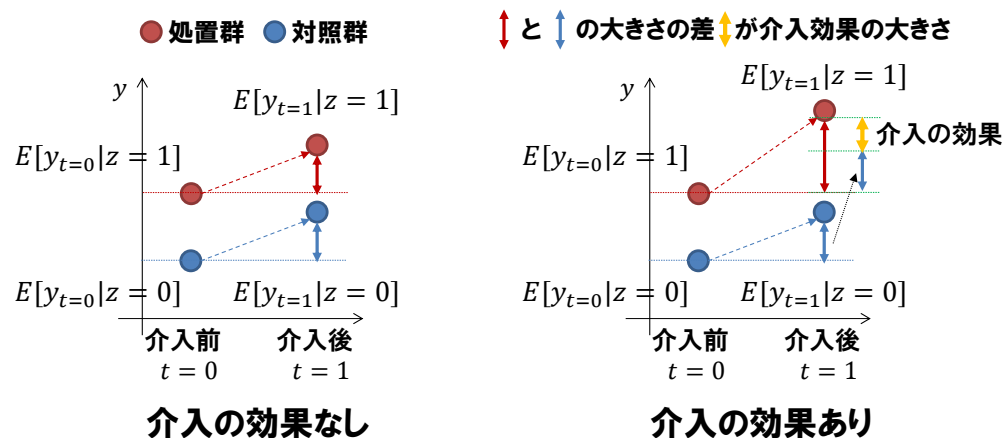 処置群 対照群
と の大きさの差 が介入効果の大きさ
y
E[y_{t=1}|z = 1]
E[y_{t=0}|z = 1]
E[y_{t=0}|z = 0]
E[y_{t=1}|z = 0]
介入前 介入後
t = 0 t = 1
介入の効果なし
y
E[y_{t=1}|z = 1]
介入の効果
E[y_{t=0}|z = 1]
E[y_{t=0}|z = 0]
E[y_{t=1}|z = 0]
介入前 介入後
t = 0 t = 1
介入の効果あり